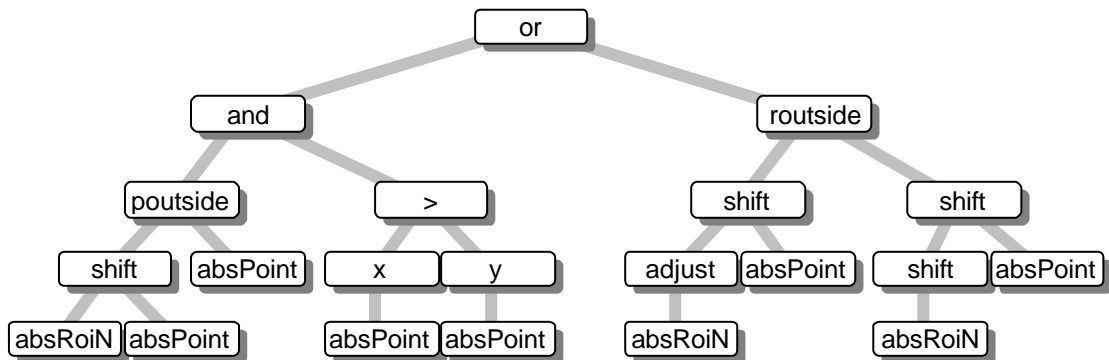 or
and routside
poutside > shift shift
shift absPoint x y adjust absPoint shift absPoint
absRoiN absPoint absPoint absPoint absRoiN absRoiN